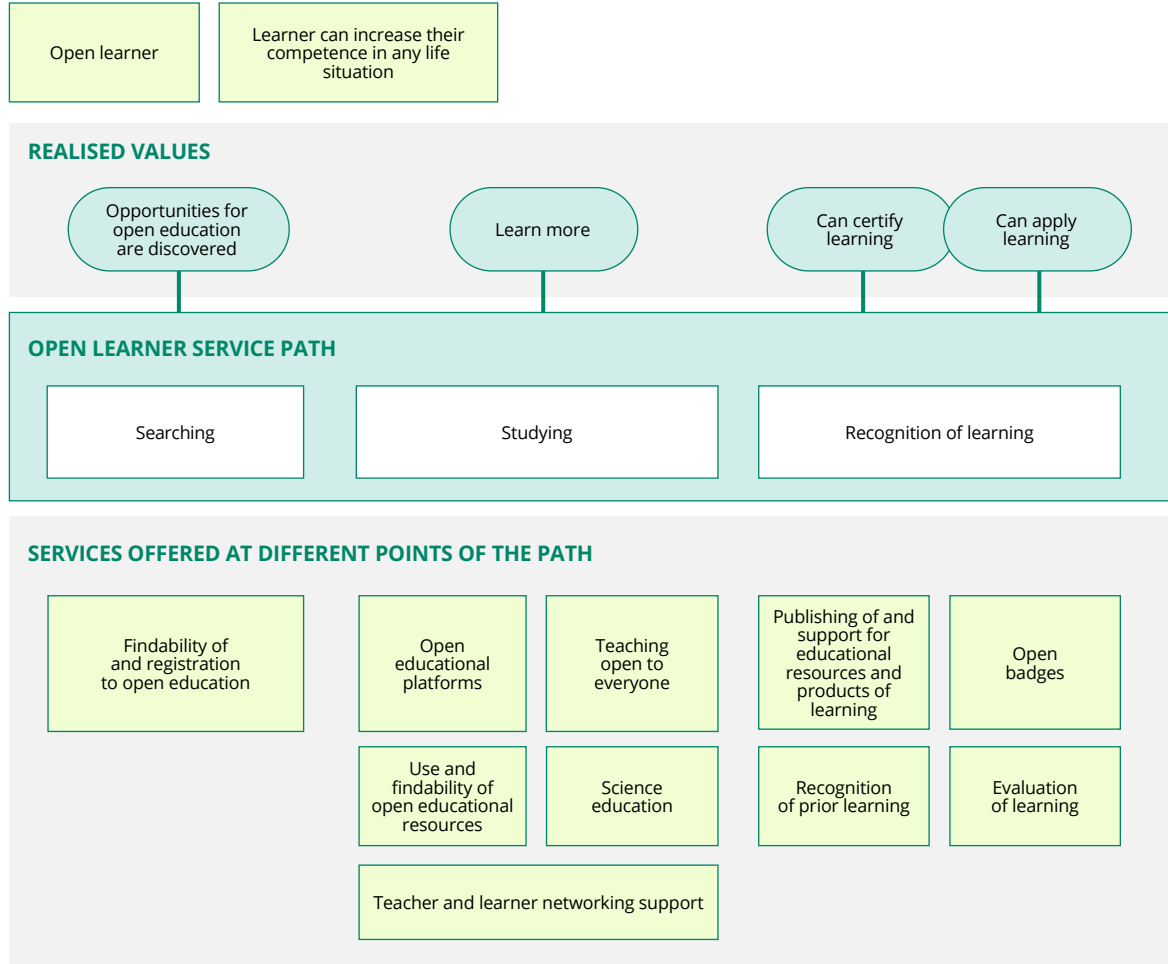 Open learner
Learner can increase their
competence in any life
situation
REALISED VALUES
Opportunities for
open education
are discovered
Learn more
Can certify
learning
Can apply
learning
OPEN LEARNER SERVICE PATH
Searching
Studying
Recognition of learning
SERVICES OFFERED AT DIFFERENT POINTS OF THE PATH
Findability of
and registration
to open education
Open
educational
platforms
Teaching
open to
everyone
Publishing of and
support for
educational
resources and
products of
learning
Open
badges
Use and
findability of
open educational
resources
Science
education
Recognition
of prior learning
Evaluation
of learning
Teacher and learner networking support